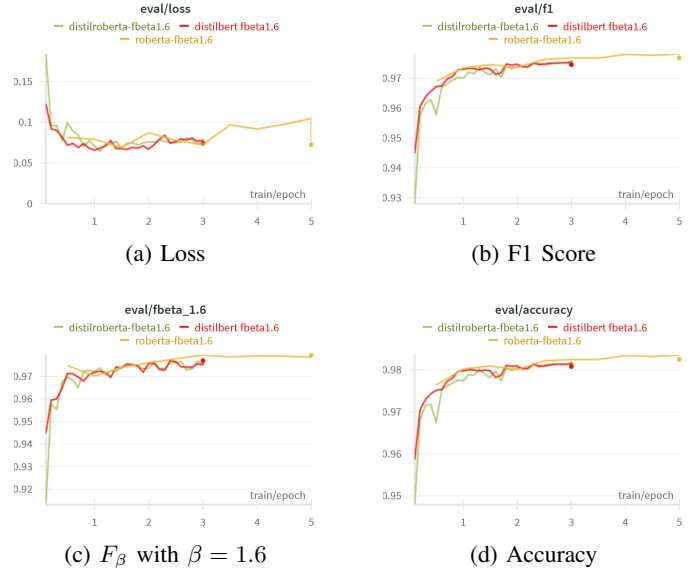 eval/loss
distilroberta-fbeta1.6 distilbert fbeta1.6
roberta-fbeta1.6
0.15
0.1
0.05
0
train/epoch
1 2 3 4 5
(a) Loss
eval/f1
distilroberta-fbeta1.6 distilbert fbeta1.6
roberta-fbeta1.6
0.97
0.96
0.95
0.94
0.93
train/epoch
1 2 3 4 5
(b) F1 Score
eval/fbeta_1.6
distilroberta-fbeta1.6 distilbert fbeta1.6
roberta-fbeta1.6
0.97
0.96
0.95
0.94
0.93
0.92
train/epoch
1 2 3 4 5
(c) Fβ with β = 1.6
eval/accuracy
distilroberta-fbeta1.6 distilbert fbeta1.6
roberta-fbeta1.6
0.98
0.97
0.96
0.95
train/epoch
1 2 3 4 5
(d) Accuracy